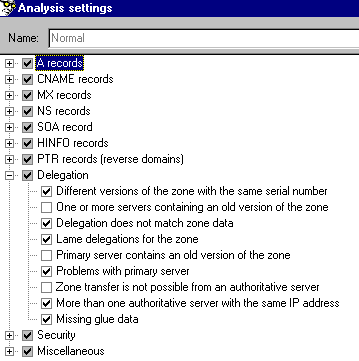 Analysis settings
Name: Normal
A records
CNAME records
MX records
NS records
SOA record
HINFO records
PTR records (reverse domains)
Delegation
Different versions of the zone with the same serial number
One or more servers containing an old version of the zone
Delegation does not match zone data
Lame delegations for the zone
Primary server contains an old version of the zone
Problems with primary server
Zone transfer is not possible from an authoritative server
More than one authoritative server with the same IP address
Missing glue data
Security
Miscellaneous